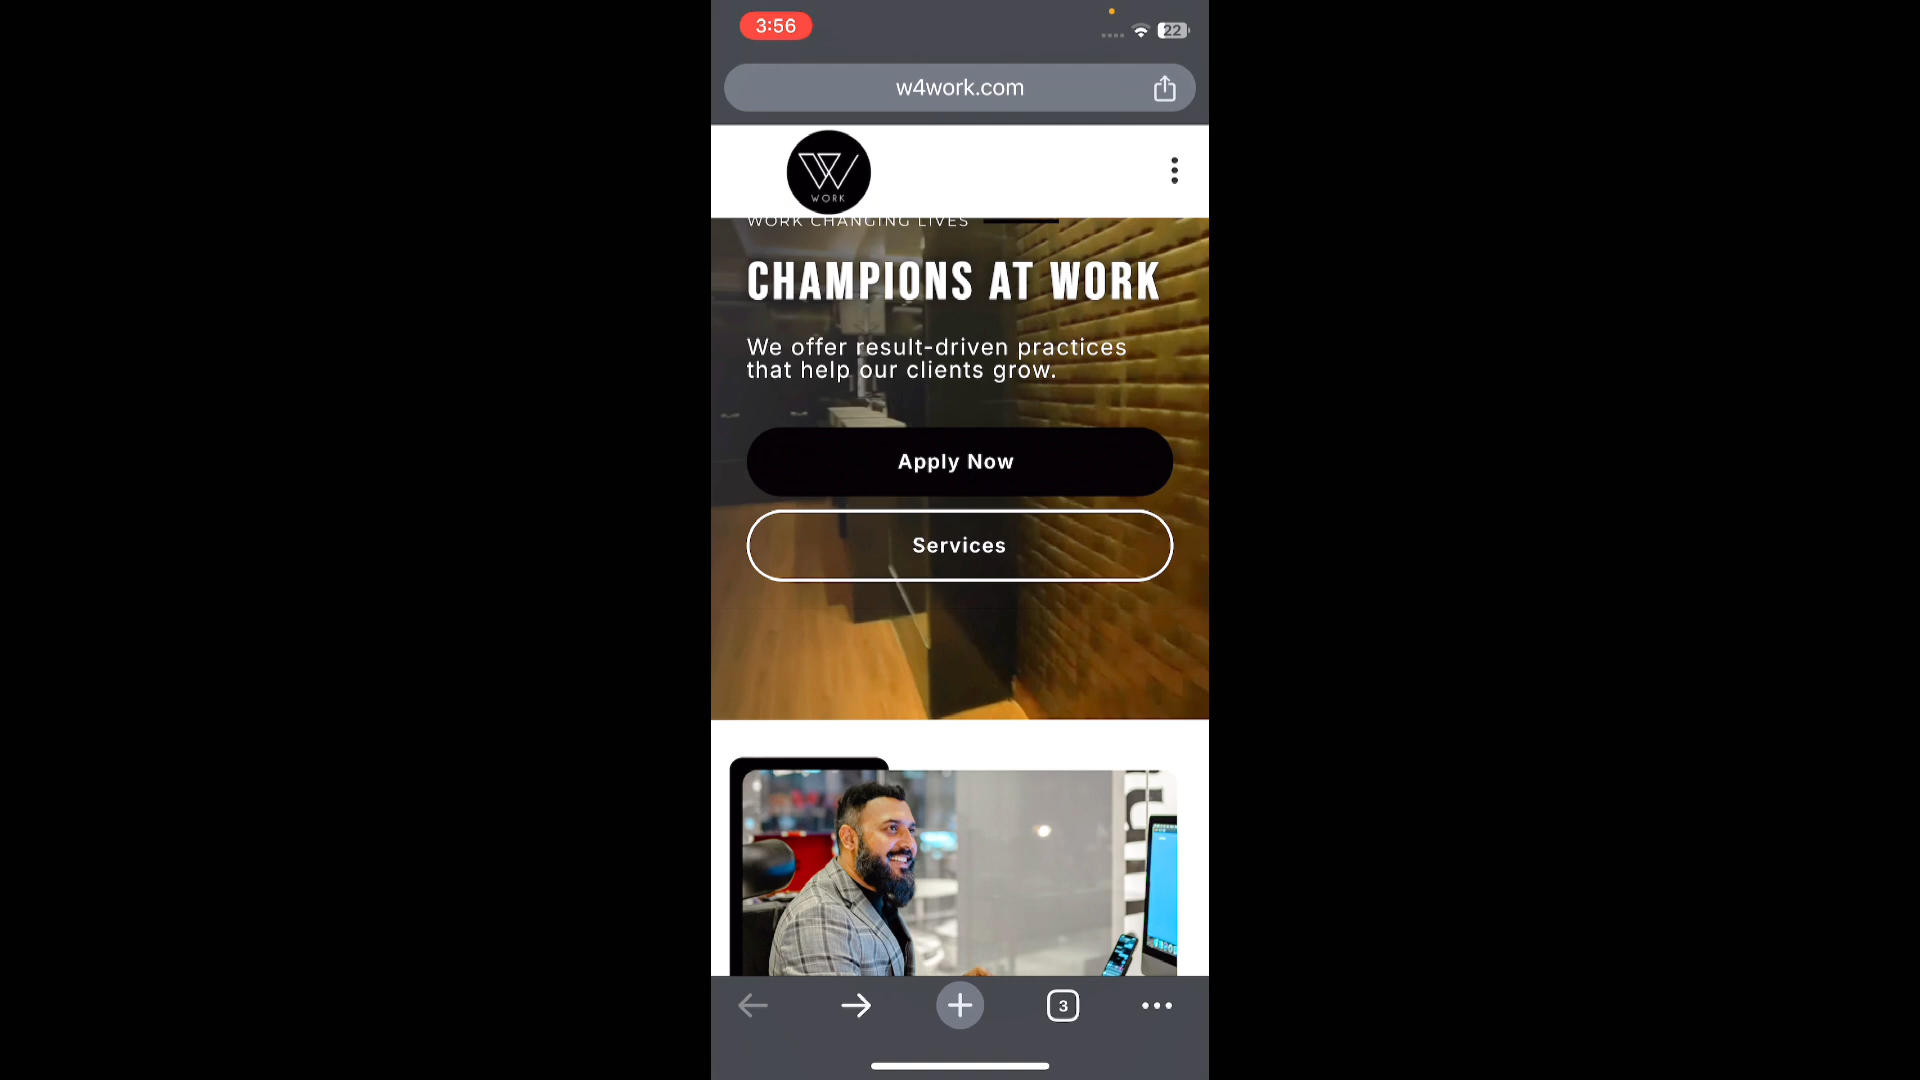 3:56
22
w4work.com
WORK
WORK CHANGING LIVES
CHAMPIONS AT WORK
We offer result-driven practices
that help our clients grow.
Apply Now
Services
3